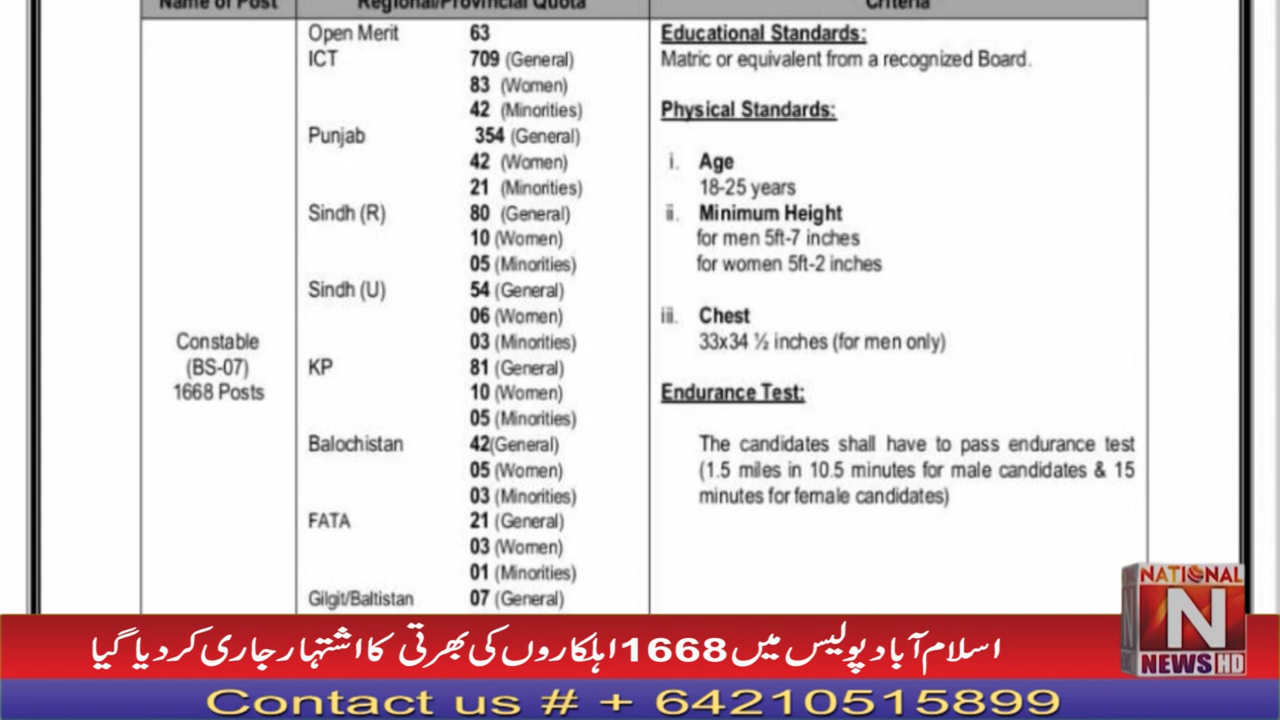 Name of Post Regional/Provincial Quota Criteria
Open Merit 63
ICT 709 (General)
83 (Women)
42 (Minorities)
Punjab 354 (General)
42 (Women)
21 (Minorities)
Sindh (R) 80 (General)
10 (Women)
05 (Minorities)
Sindh (U) 54 (General)
06 (Women)
03 (Minorities)
Constable
(BS-07)
1668 Posts
KP 81 (General)
10 (Women)
05 (Minorities)
Balochistan 42(General)
05 (Women)
03 (Minorities)
FATA 21 (General)
03 (Women)
01 (Minorities)
Gilgit/Baltistan 07 (General)
Educational Standards:
Matric or equivalent from a recognized Board.
Physical Standards:
i. Age
18-25 years
ii. Minimum Height
for men 5ft-7 inches
for women 5ft-2 inches
iii. Chest
33x34 ½ inches (for men only)
Endurance Test:
The candidates shall have to pass endurance test
(1.5 miles in 10.5 minutes for male candidates & 15
minutes for female candidates)
NATIONAL
N
NEWS HD
اسلام آباد پولیس میں 1668 اہلکاروں کی بھرتی کا اشتہار جاری کر دیا گیا
Contact us # + 64210515899